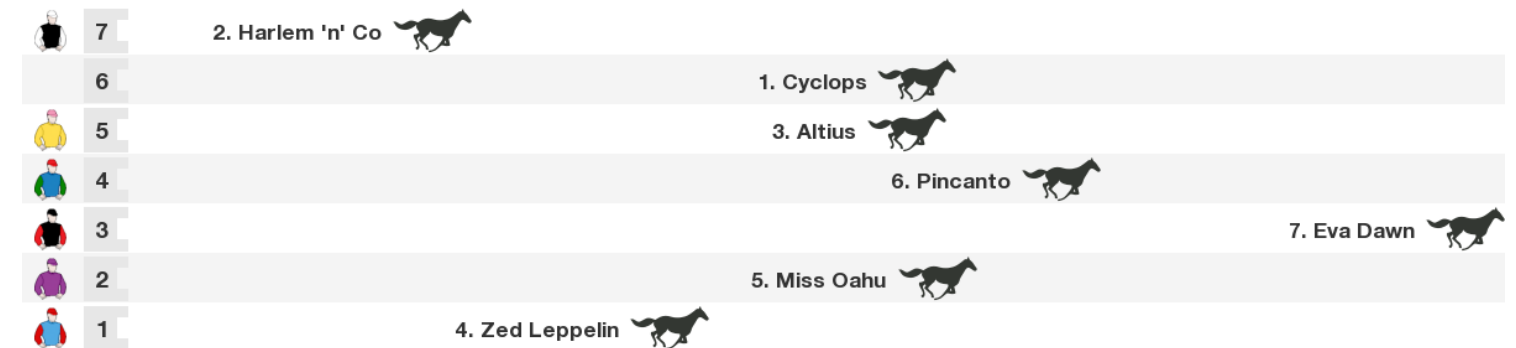 7 2. Harlem 'n' Co
6 1. Cyclops
5 3. Altius
4 6. Pincanto
3 7. Eva Dawn
2 5. Miss Oahu
1 4. Zed Leppelin